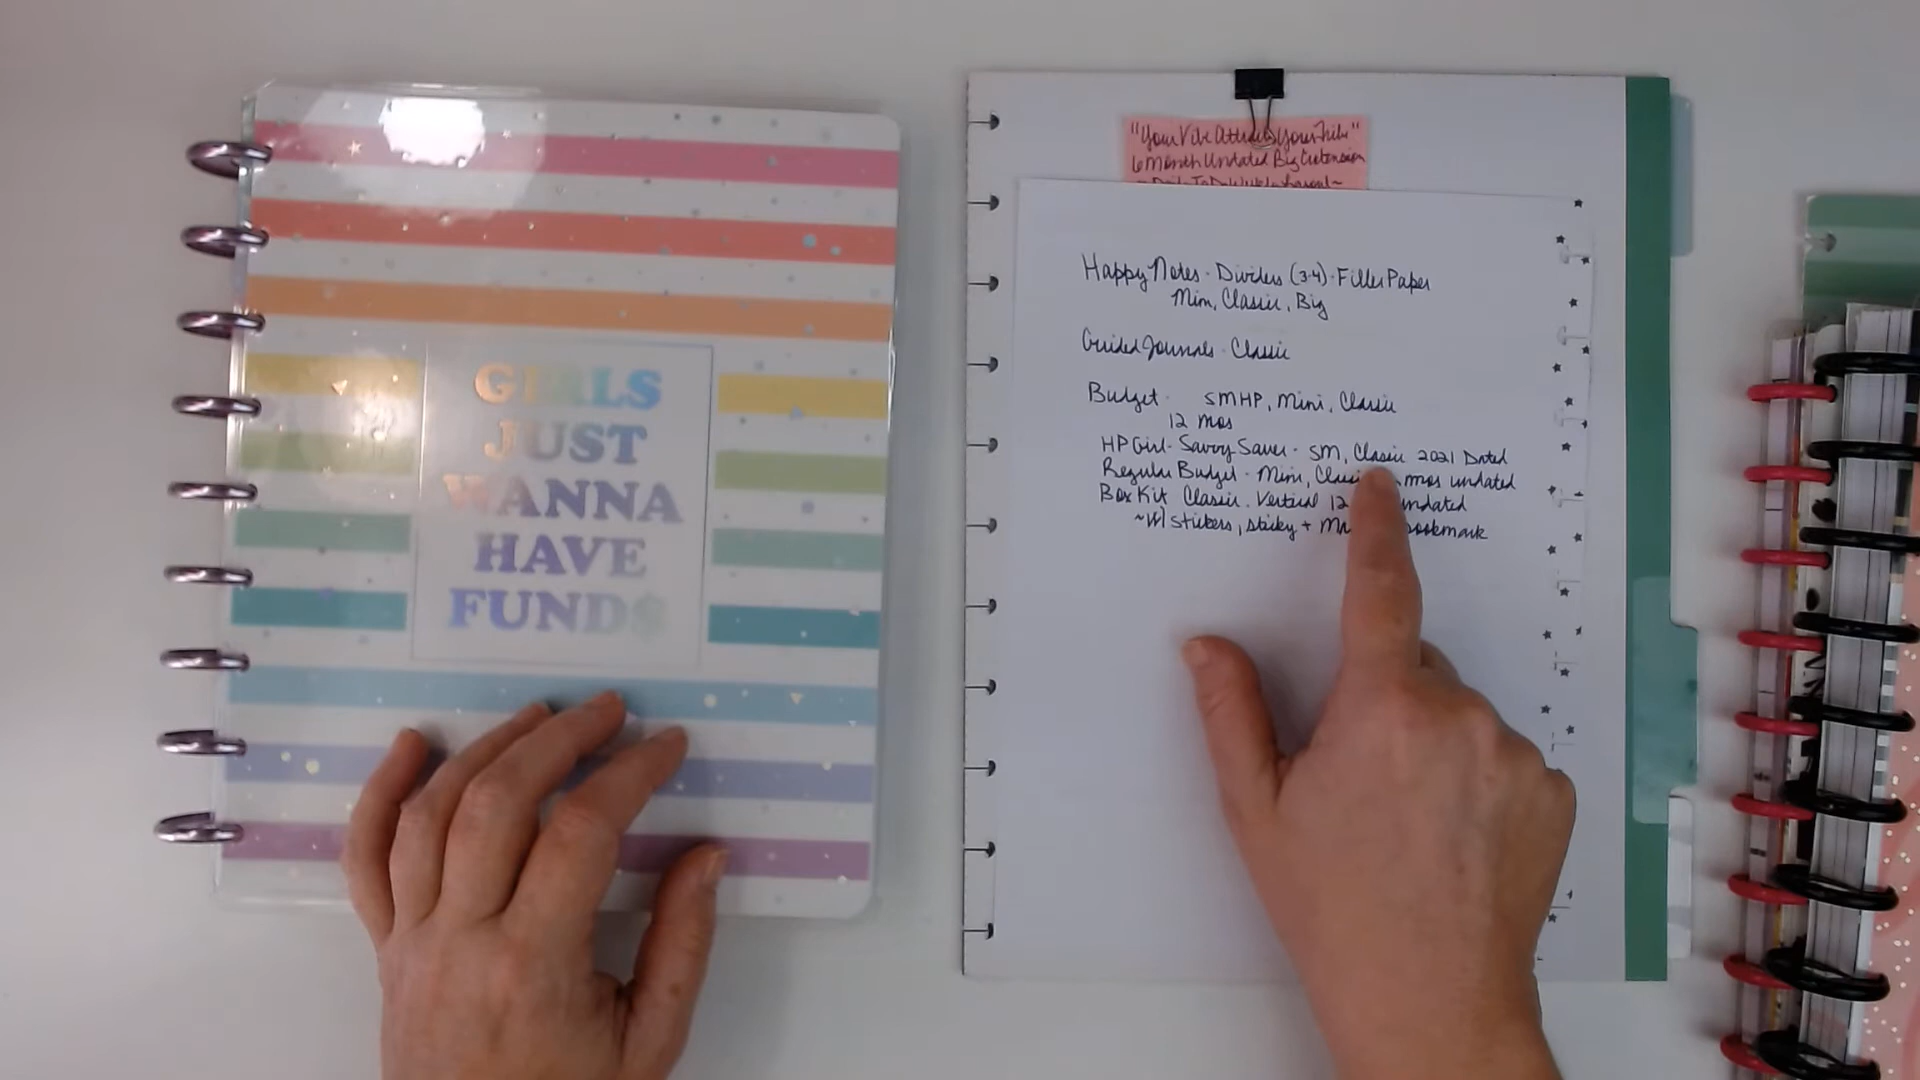 GIRLS
JUST
WANNA
HAVE
FUND$
"Your Vibe Attracts Your Tribe"
6 Month Undated Big Extension
Happy Notes · Dividers (3-4) · Filler Paper
Mini, Classic, Big
Guided Journals · Classic
Budget · SMHP, Mini, Classic
12 mos
HP Girl - Savvy Saver - SM, Classic 2021 Dated
Regular Budget - Mini, Classic mos undated
Box Kit Classic - Vertical 12 undated
~W/ stickers, sticky + bookmark